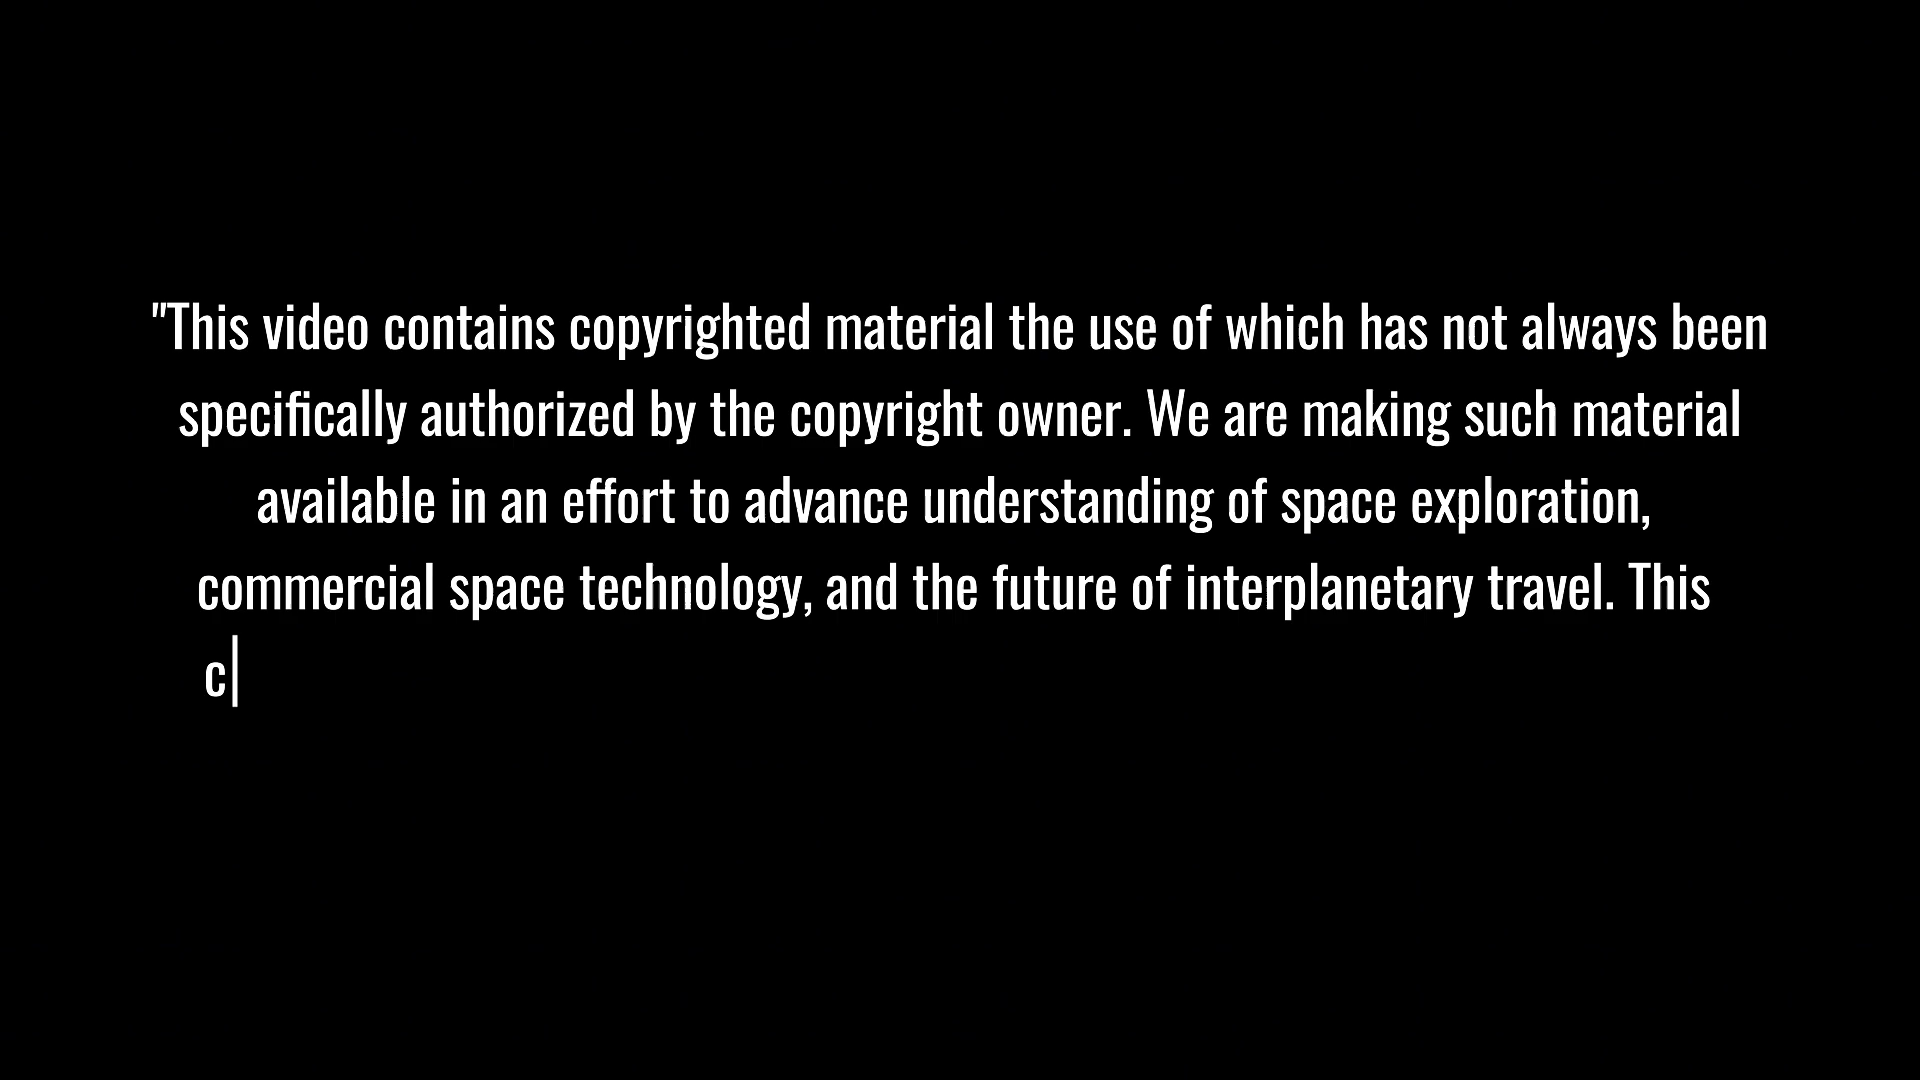 "This video contains copyrighted material the use of which has not always been
specifically authorized by the copyright owner. We are making such material
available in an effort to advance understanding of space exploration,
commercial space technology, and the future of interplanetary travel. This
c